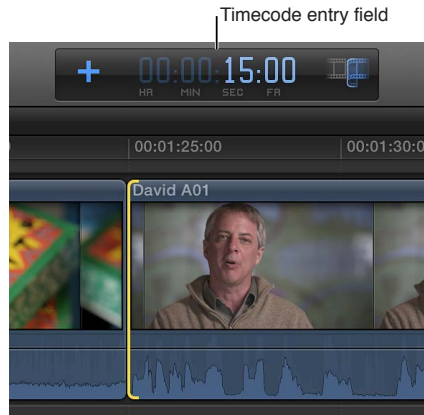 Timecode entry field
+ 00:00:15:00
HR MIN SEC FR
00:01:25:00 00:01:30:0
David A01